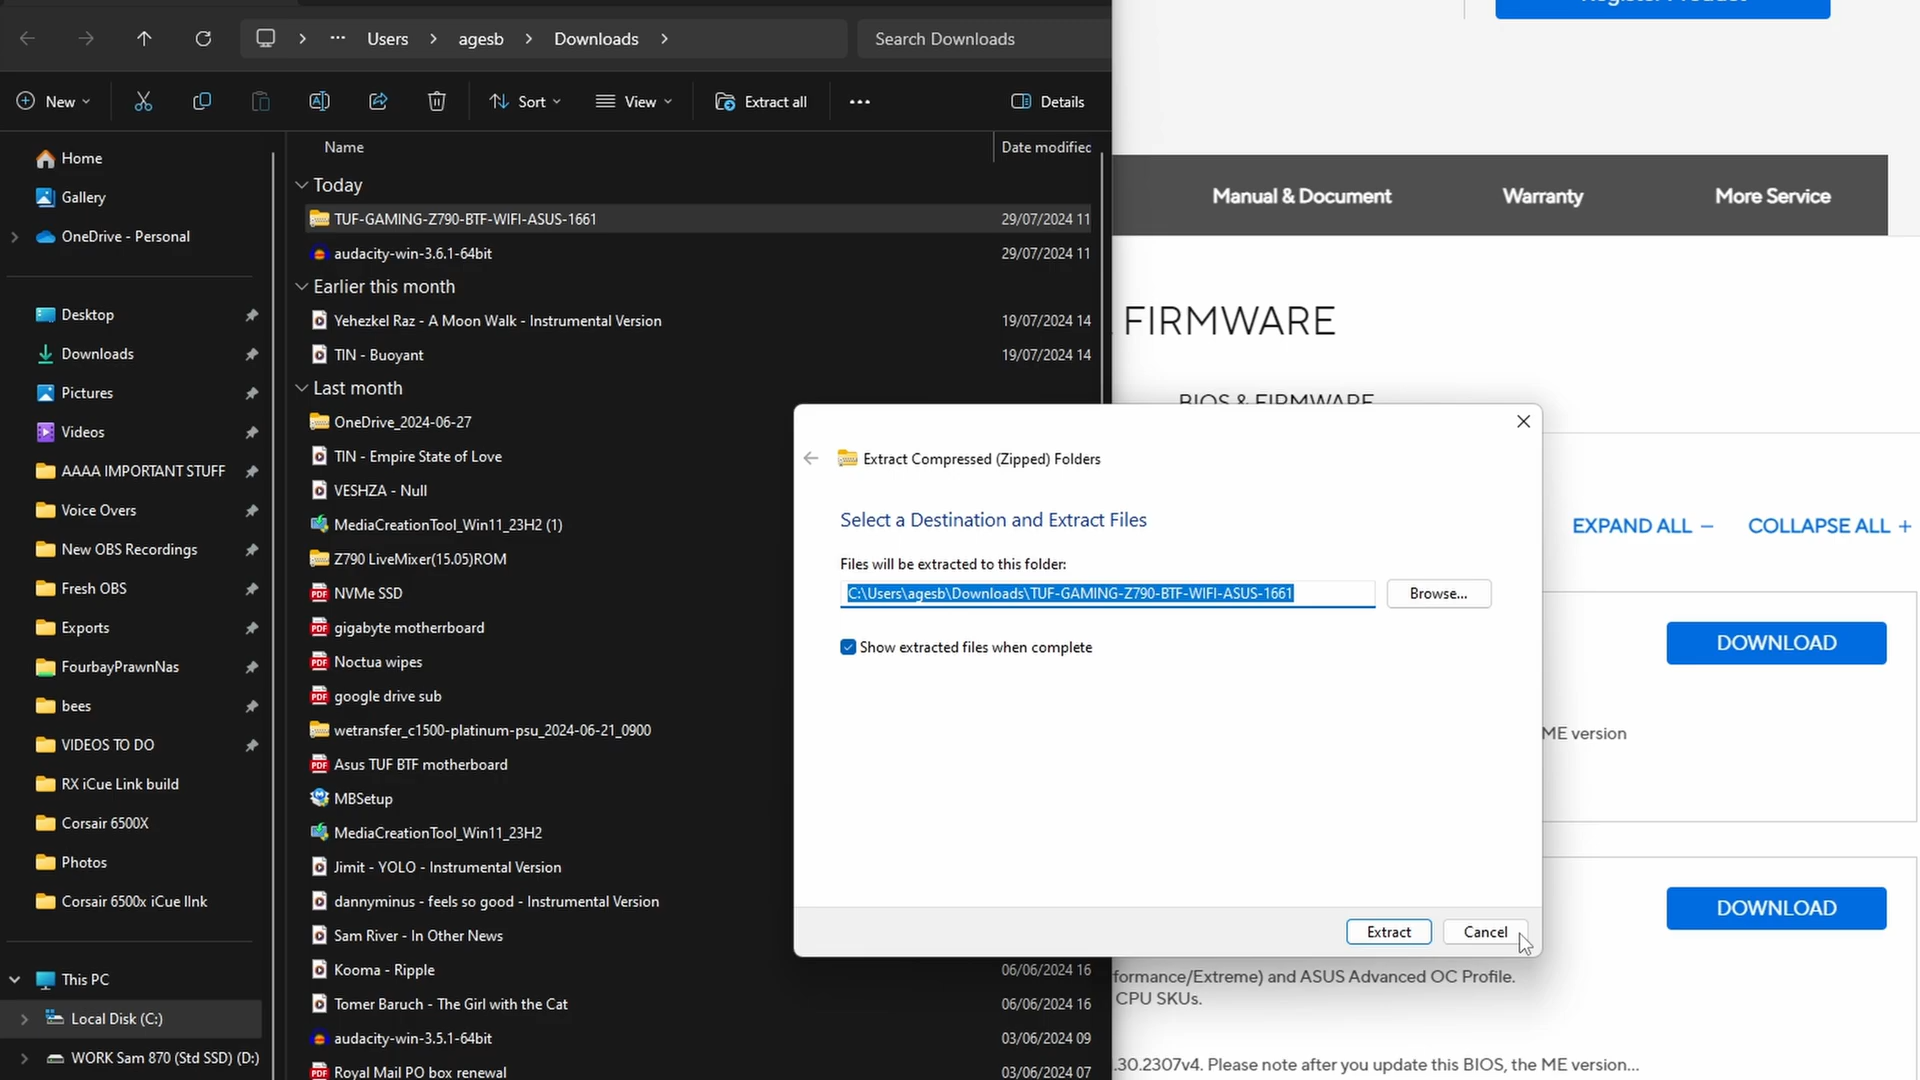 Users
agesb
Downloads
Search Downloads
New
Sort
View
Extract all
Details
Home
Gallery
OneDrive - Personal
Desktop
Downloads
Pictures
Videos
AAAA IMPORTANT STUFF
Voice Overs
New OBS Recordings
Fresh OBS
Exports
FourbayPrawnNas
bees
VIDEOS TO DO
RX iCue Link build
Corsair 6500X
Photos
Corsair 6500x iCue lInk
This PC
Local Disk (C:)
WORK Sam 870 (Std SSD) (D:)
Name
Date modified
Today
TUF-GAMING-Z790-BTF-WIFI-ASUS-1661
29/07/2024 11
audacity-win-3.6.1-64bit
29/07/2024 11
Earlier this month
Yehezkel Raz - A Moon Walk - Instrumental Version
19/07/2024 14
TIN - Buoyant
19/07/2024 14
Last month
OneDrive_2024-06-27
TIN - Empire State of Love
VESHZA - Null
MediaCreationTool_Win11_23H2 (1)
Z790 LiveMixer(15.05)ROM
NVMe SSD
gigabyte motherrboard
Noctua wipes
google drive sub
wetransfer_c1500-platinum-psu_2024-06-21_0900
Asus TUF BTF motherboard
MBSetup
MediaCreationTool_Win11_23H2
Jimit - YOLO - Instrumental Version
dannyminus - feels so good - Instrumental Version
Sam River - In Other News
Kooma - Ripple
06/06/2024 16
Tomer Baruch - The Girl with the Cat
06/06/2024 16
audacity-win-3.5.1-64bit
03/06/2024 09
Royal Mail PO box renewal
03/06/2024 07
Extract Compressed (Zipped) Folders
Select a Destination and Extract Files
Files will be extracted to this folder:
C:\Users\agesb\Downloads\TUF-GAMING-Z790-BTF-WIFI-ASUS-1661
Browse...
Show extracted files when complete
Extract
Cancel
Register Product
Manual & Document
Warranty
More Service
FIRMWARE
BIOS & FIRMWARE
EXPAND ALL
COLLAPSE ALL
DOWNLOAD
ME version
DOWNLOAD
formance/Extreme) and ASUS Advanced OC Profile.
CPU SKUs.
.30.2307v4. Please note after you update this BIOS, the ME version...